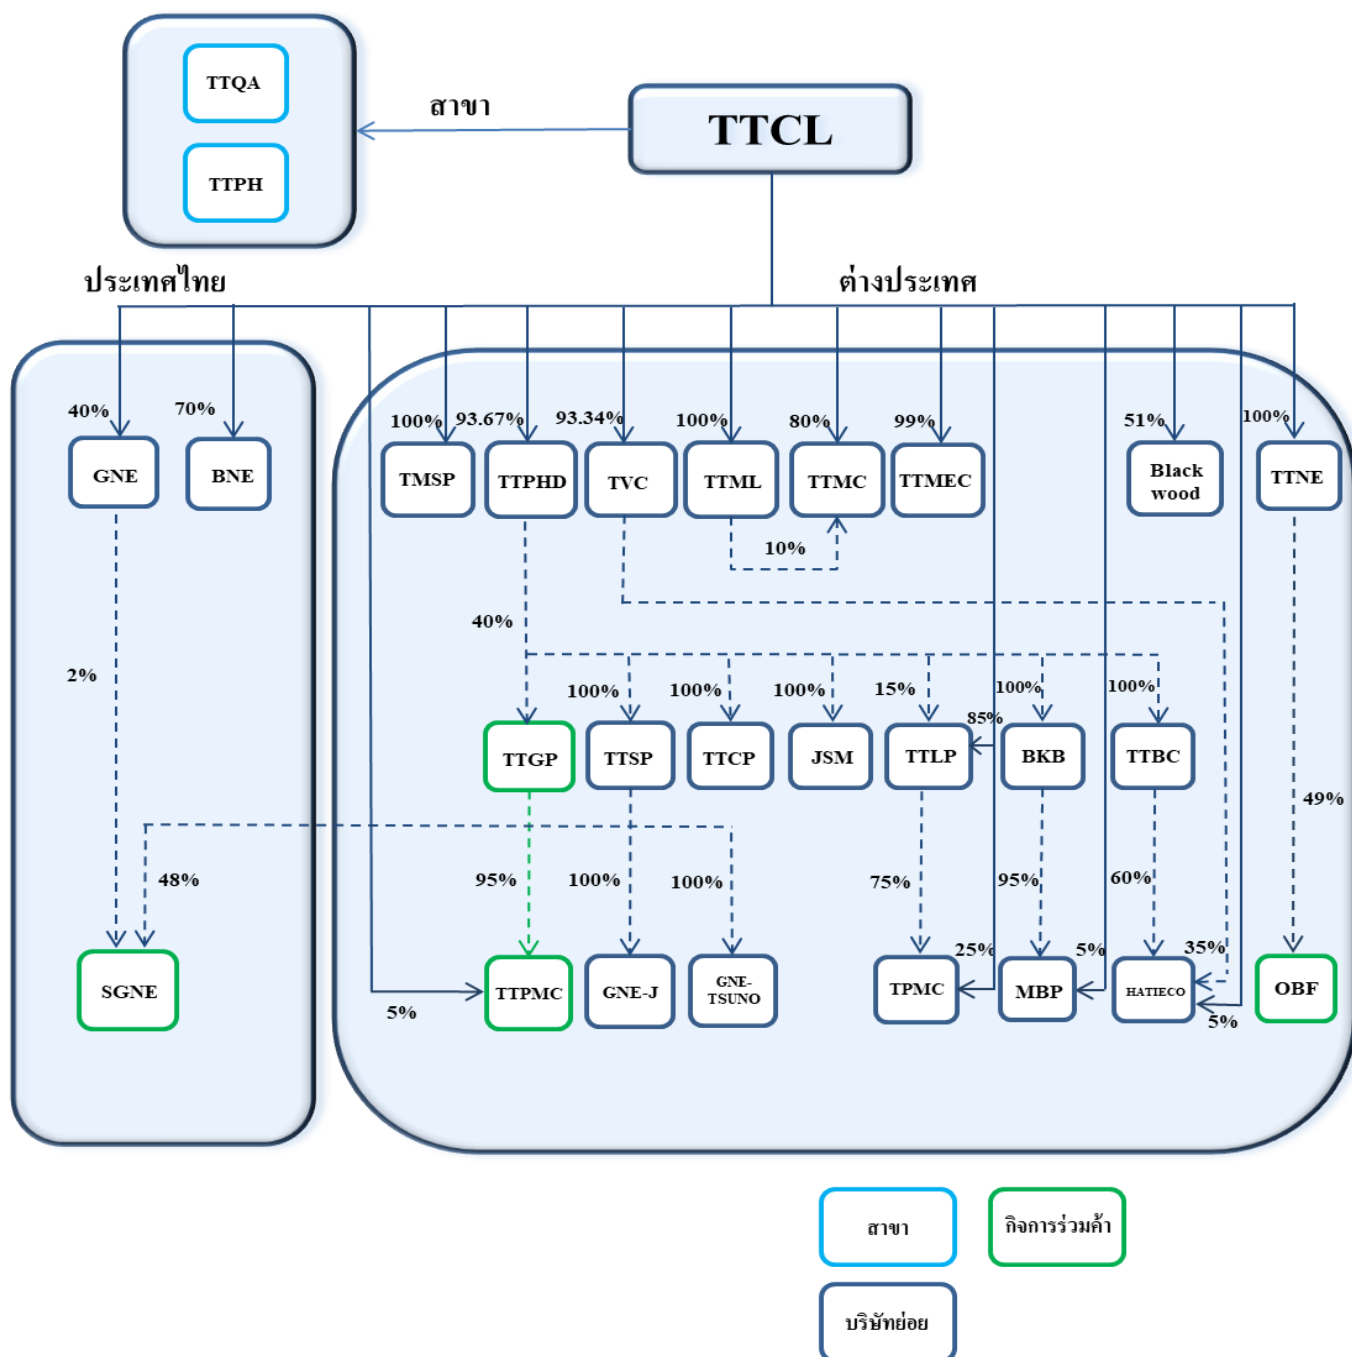 TTQA
สาขา
TTCL
TTPH
ประเทศไทย
ต่างประเทศ
40%
70%
100%
93.67%
93.34%
100%
80%
99%
51%
100%
GNE
BNE
TMSP
TTPHD
TVC
TTML
TTMC
TTMEC
Black
wood
TTNE
10%
40%
2%
100%
100%
100%
15%
100%
100%
85%
TTGP
TTSP
TTCP
JSM
TTLP
BKB
TTBC
49%
48%
95%
100%
100%
75%
95%
60%
25%
5%
35%
SGNE
TTPMC
GNE-J
GNE-
TSUNO
TPMC
MBP
HATIECO
OBF
5%
5%
สาขา
กิจการร่วมค้า
บริษัทย่อย